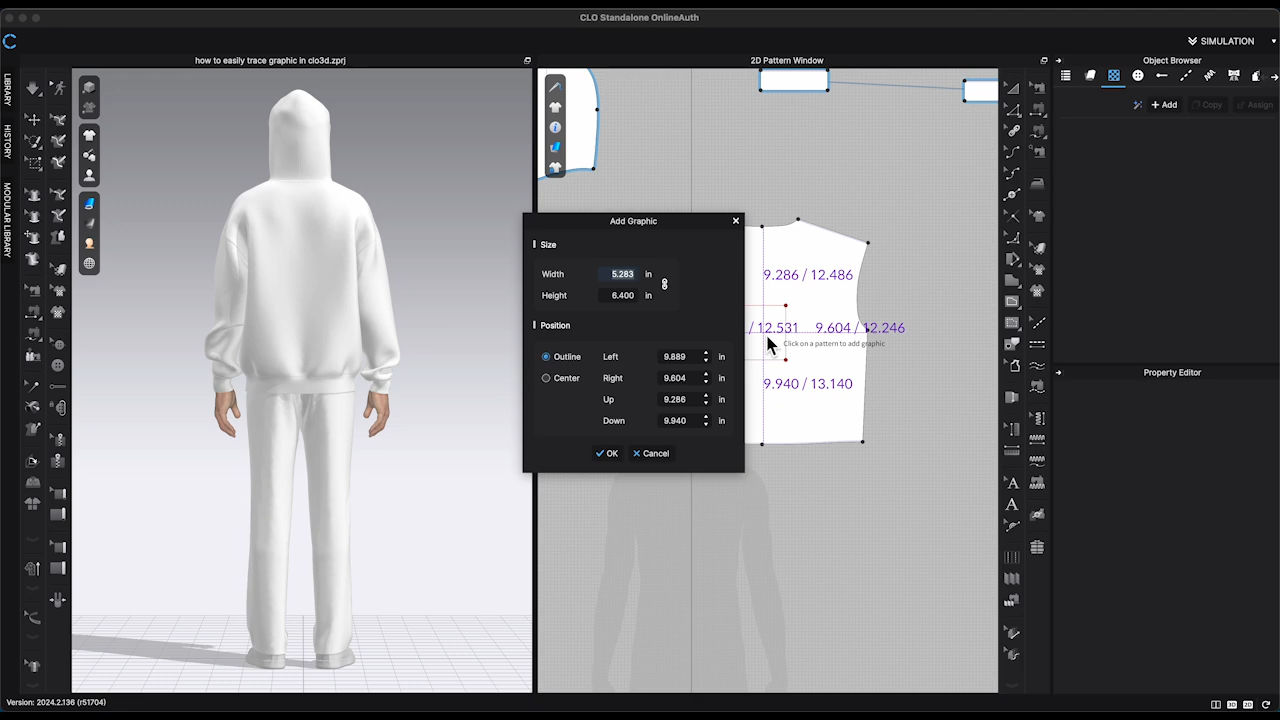 CLO Standalone OnlineAuth
SIMULATION
how to easily trace graphic in clo3d.zprj
2D Pattern Window
Object Browser
LIBRARY
HISTORY
MODULAR LIBRARY
+ Add
Copy
Assign
Add Graphic
Size
Width 5.283 in
Height 6.400 in
Position
Outline Left 9.889 in
Center Right 9.604 in
Up 9.286 in
Down 9.940 in
OK Cancel
9.286 / 12.486
/ 12.531 9.604 / 12.246
Click on a pattern to add graphic
9.940 / 13.140
Property Editor
A
A
Version: 2024.2.136 (r51704)
3D
2D